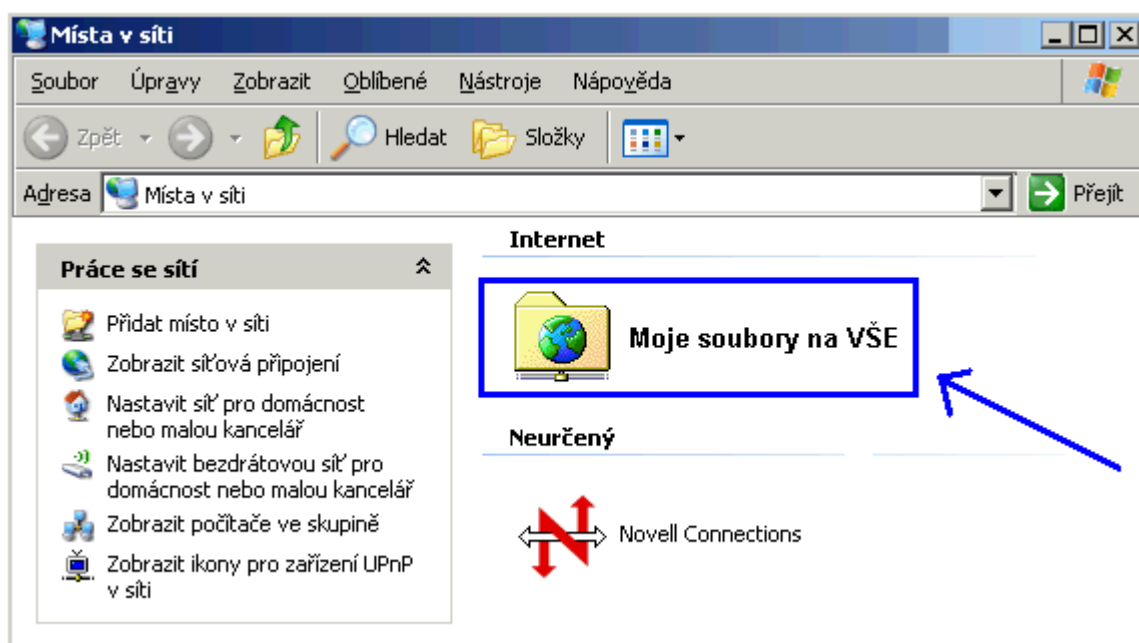 Místa v síti
Soubor Úpravy Zobrazit Oblíbené Nástroje Nápověda
Zpět Hledat Složky
Adresa Místa v síti Přejít
Práce se sítí
Přidat místo v síti
Zobrazit síťová připojení
Nastavit síť pro domácnost
nebo malou kancelář
Nastavit bezdrátovou síť pro
domácnost nebo malou kancelář
Zobrazit počítače ve skupině
Zobrazit ikony pro zařízení UPnP
v síti
Internet
Moje soubory na VŠE
Neurčený
Novell Connections